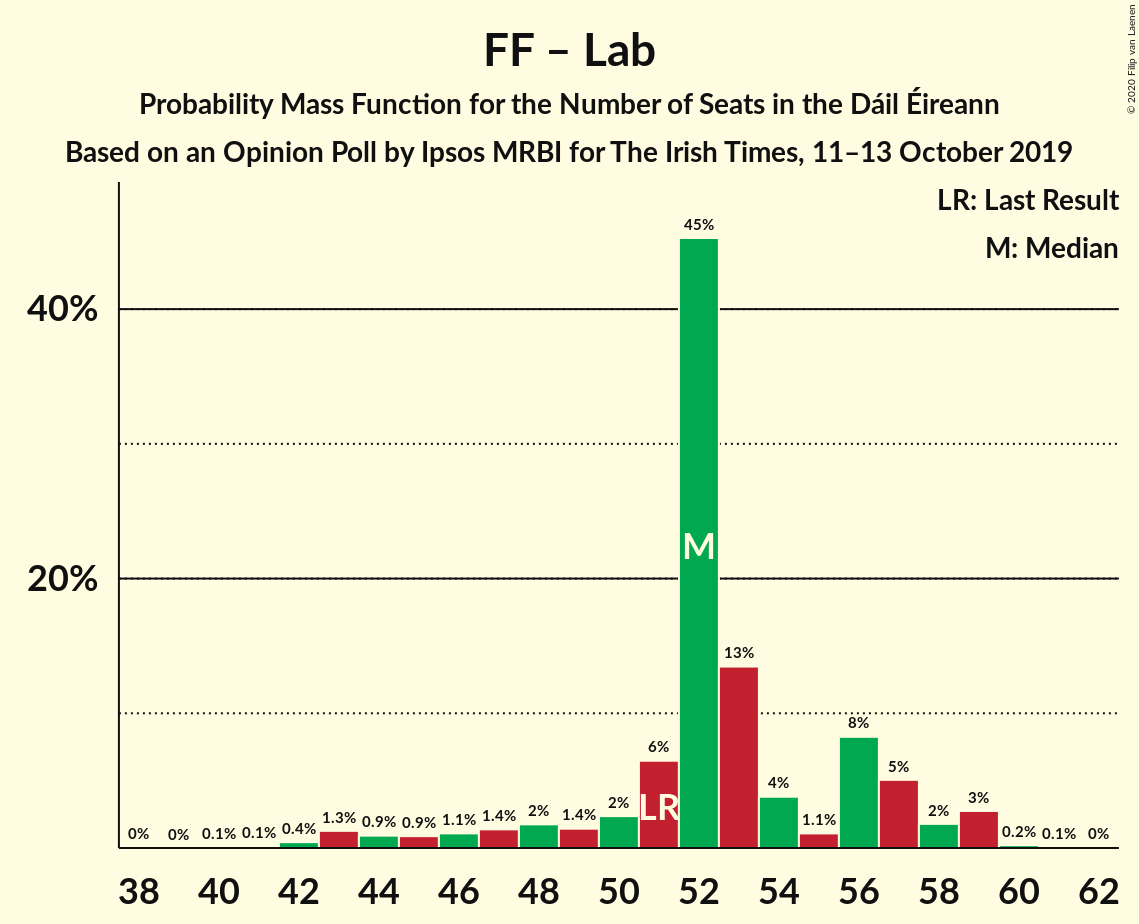 © 2020 Filip van Laenen
FF – Lab
Probability Mass Function for the Number of Seats in the Dáil Éireann
Based on an Opinion Poll by Ipsos MRBI for The Irish Times, 11–13 October 2019
LR: Last Result
M: Median
40%
20%
0% 0% 0.1% 0.1% 0.4% 1.3% 0.9% 0.9% 1.1% 1.4% 2% 1.4% 2% 6% 45% 13% 4% 1.1% 8% 5% 2% 3% 0.2% 0.1% 0%
LR M
38 40 42 44 46 48 50 52 54 56 58 60 62